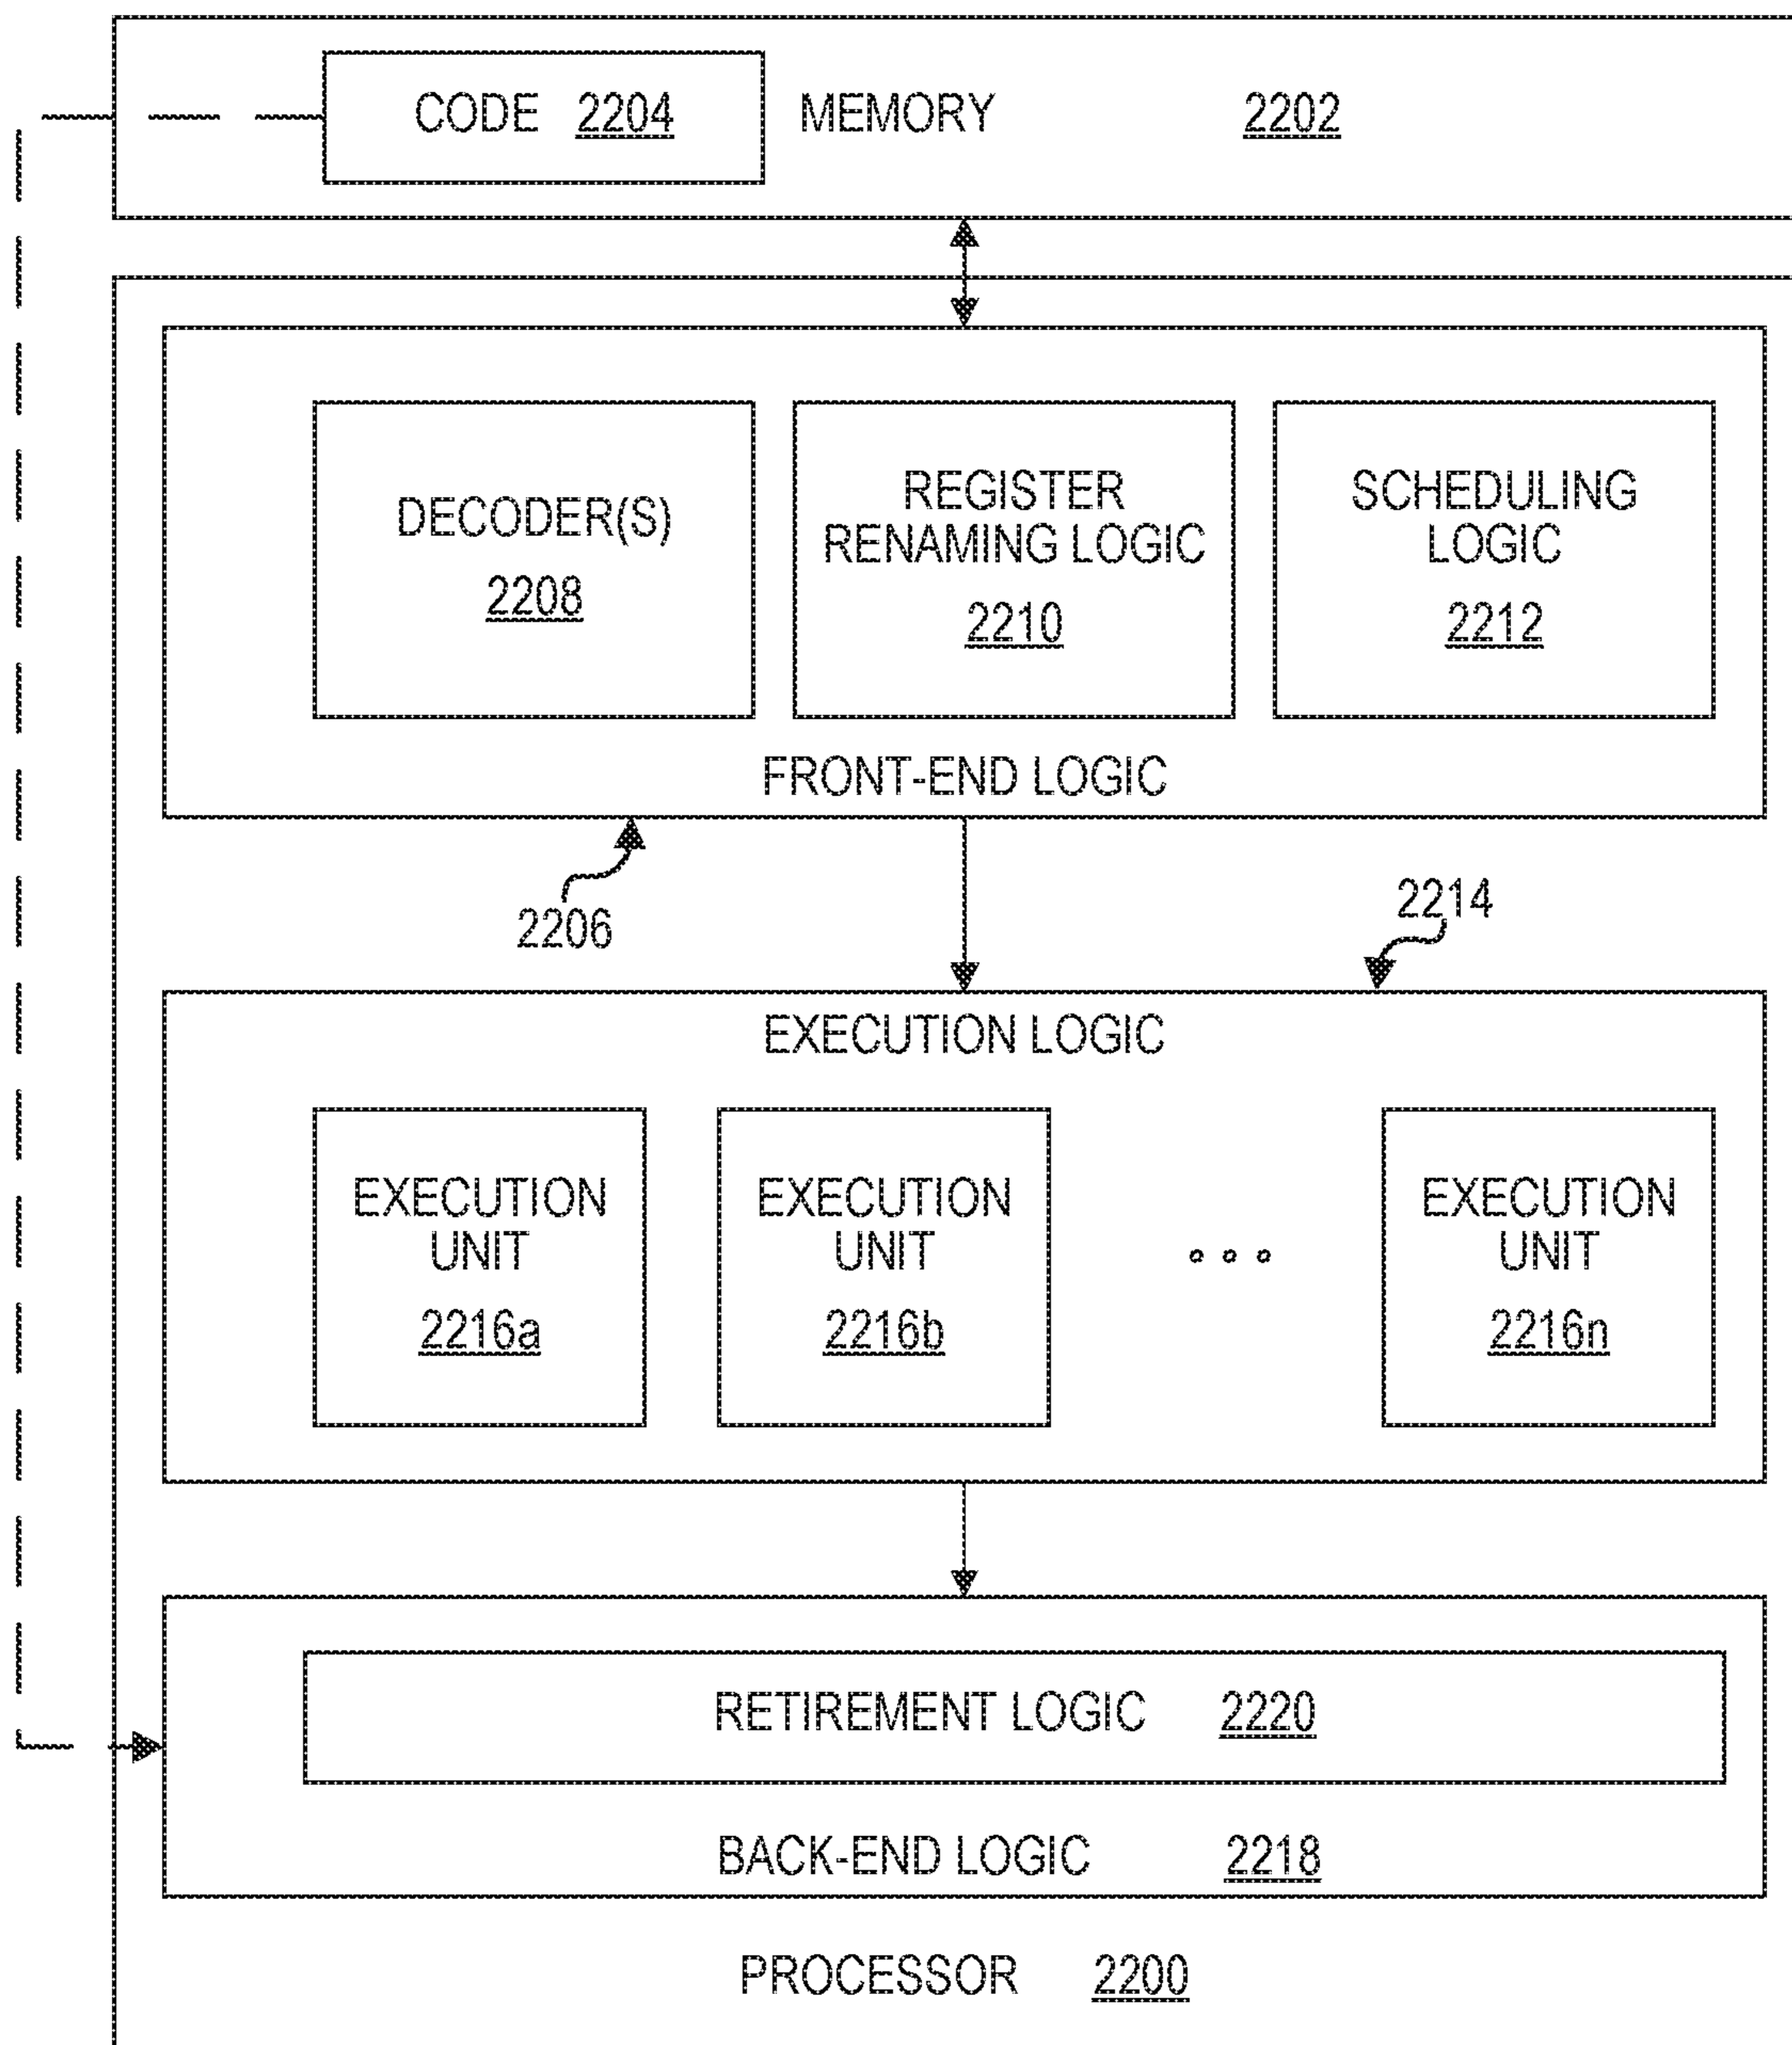 CODE 2204 MEMORY 2202
DECODER(S)
2208
REGISTER
RENAMING LOGIC
2210
SCHEDULING
LOGIC
2212
FRONT-END LOGIC
2206
2214
EXECUTION LOGIC
EXECUTION
UNIT
2216a
EXECUTION
UNIT
2216b
EXECUTION
UNIT
2216n
RETIREMENT LOGIC 2220
BACK-END LOGIC 2218
PROCESSOR 2200